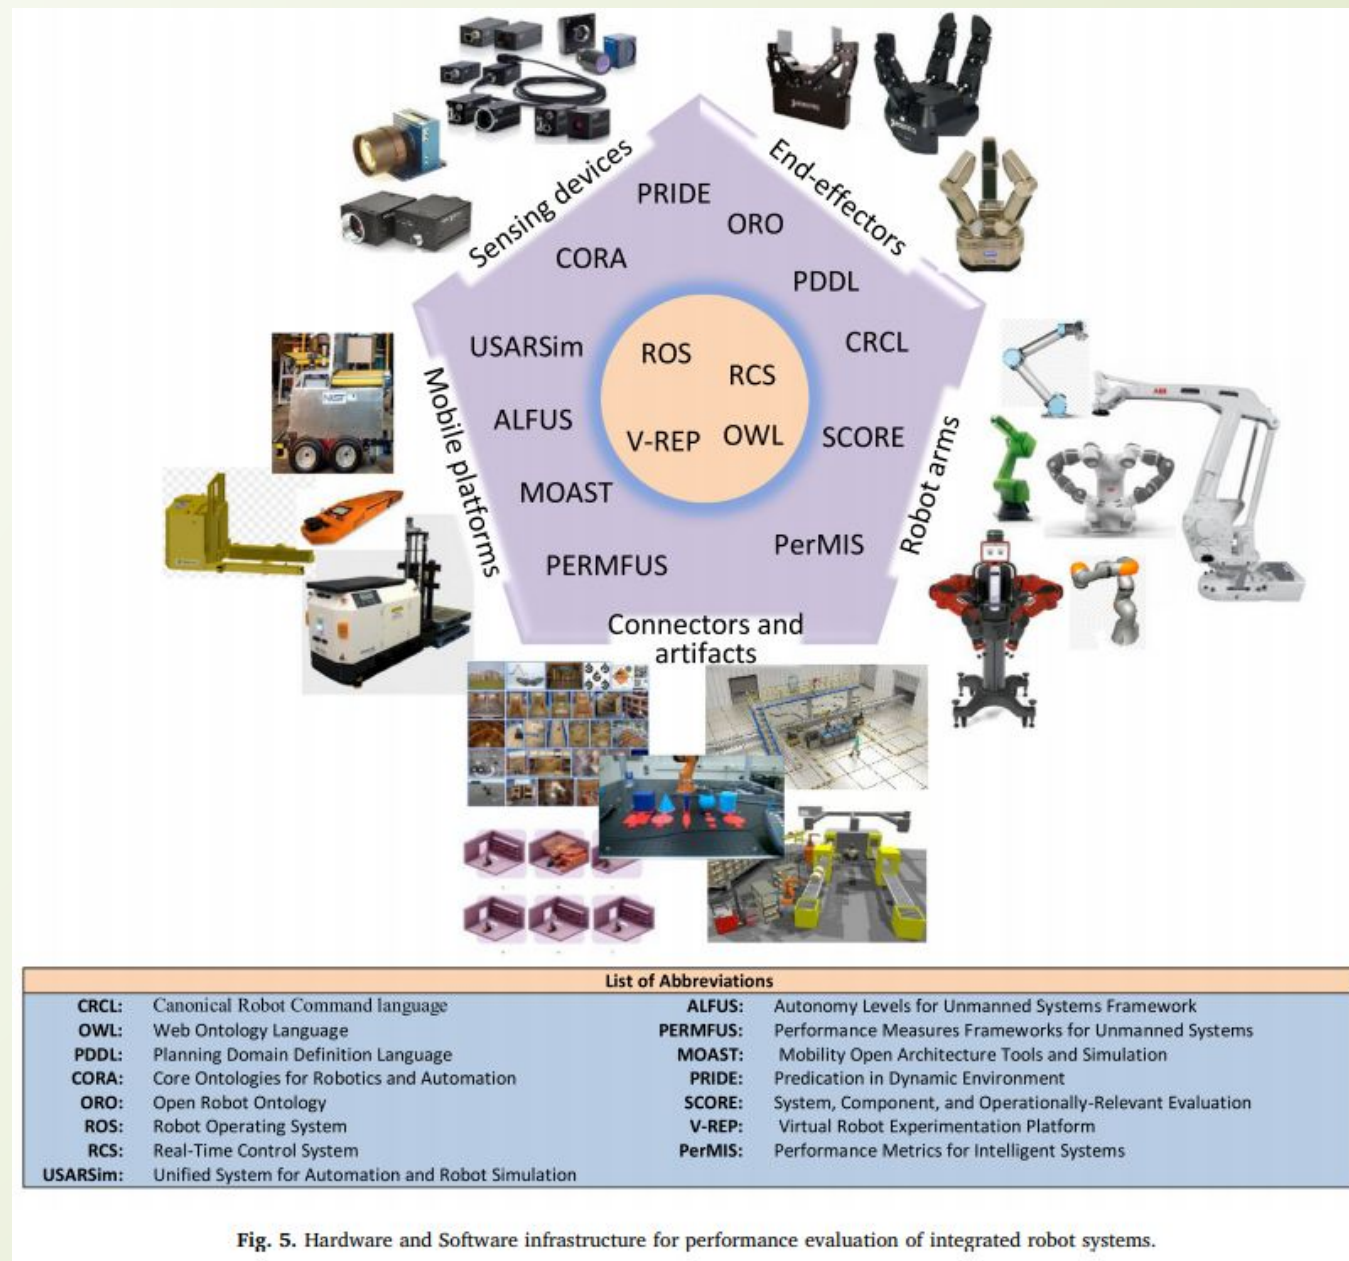 Sensing devices
End-effectors
PRIDE
ORO
CORA
PDDL
USARSim
ROS
CRCL
RCS
Mobile platforms
ALFUS
V-REP
OWL
SCORE
Robot arms
MOAST
PerMIS
PERMFUS
Connectors and
artifacts
NIST
ABB
List of Abbreviations
CRCL: Canonical Robot Command language
OWL: Web Ontology Language
PDDL: Planning Domain Definition Language
CORA: Core Ontologies for Robotics and Automation
ORO: Open Robot Ontology
ROS: Robot Operating System
RCS: Real-Time Control System
USARSim: Unified System for Automation and Robot Simulation
ALFUS: Autonomy Levels for Unmanned Systems Framework
PERMFUS: Performance Measures Frameworks for Unmanned Systems
MOAST: Mobility Open Architecture Tools and Simulation
PRIDE: Predication in Dynamic Environment
SCORE: System, Component, and Operationally-Relevant Evaluation
V-REP: Virtual Robot Experimentation Platform
PerMIS: Performance Metrics for Intelligent Systems
Fig. 5. Hardware and Software infrastructure for performance evaluation of integrated robot systems.